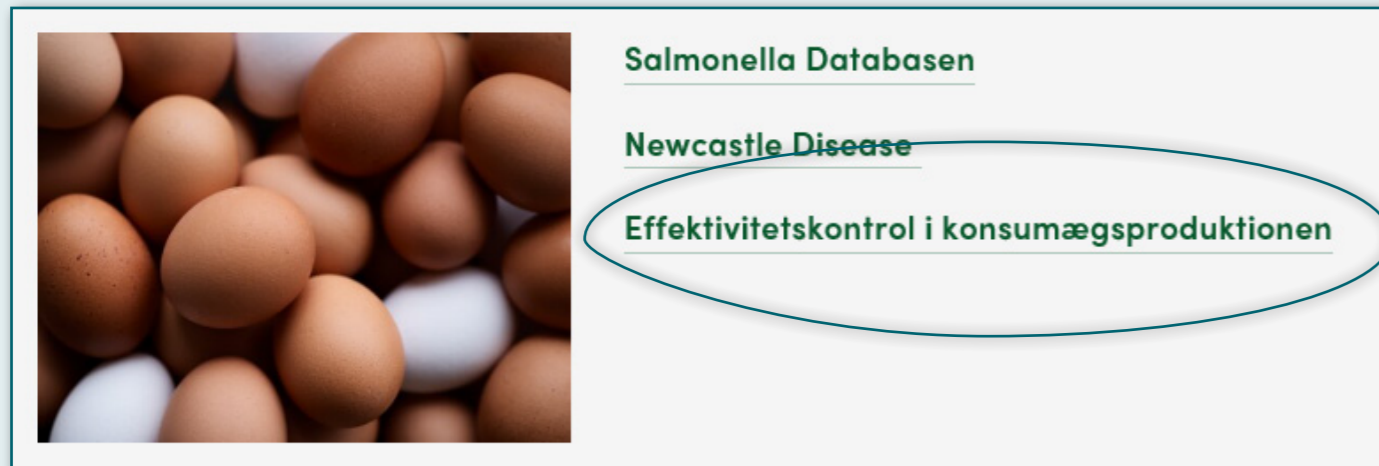 Salmonella Databasen
Newcastle Disease
Effektivitetskontrol i konsumægsproduktionen